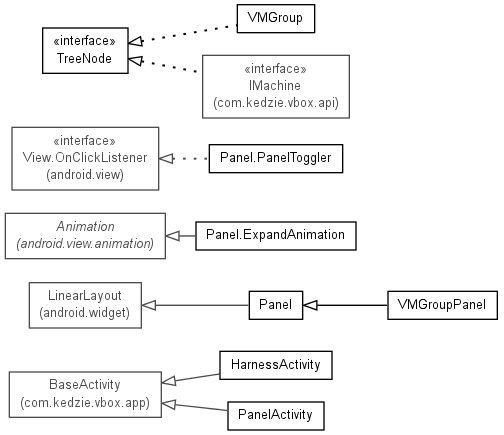 VMGroup
«interface»
TreeNode
«interface»
IMachine
(com.kedzie.vbox.api)
«interface»
View.OnClickListener
(android.view)
Panel.PanelToggler
Animation
(android.view.animation)
Panel.ExpandAnimation
LinearLayout
(android.widget)
Panel
VMGroupPanel
HarnessActivity
BaseActivity
(com.kedzie.vbox.app)
PanelActivity